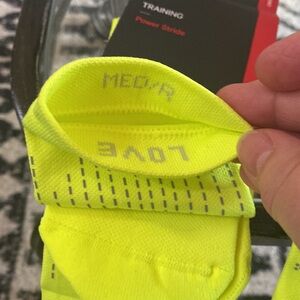 TRAINING
Power Stride
MED/R
LOVE